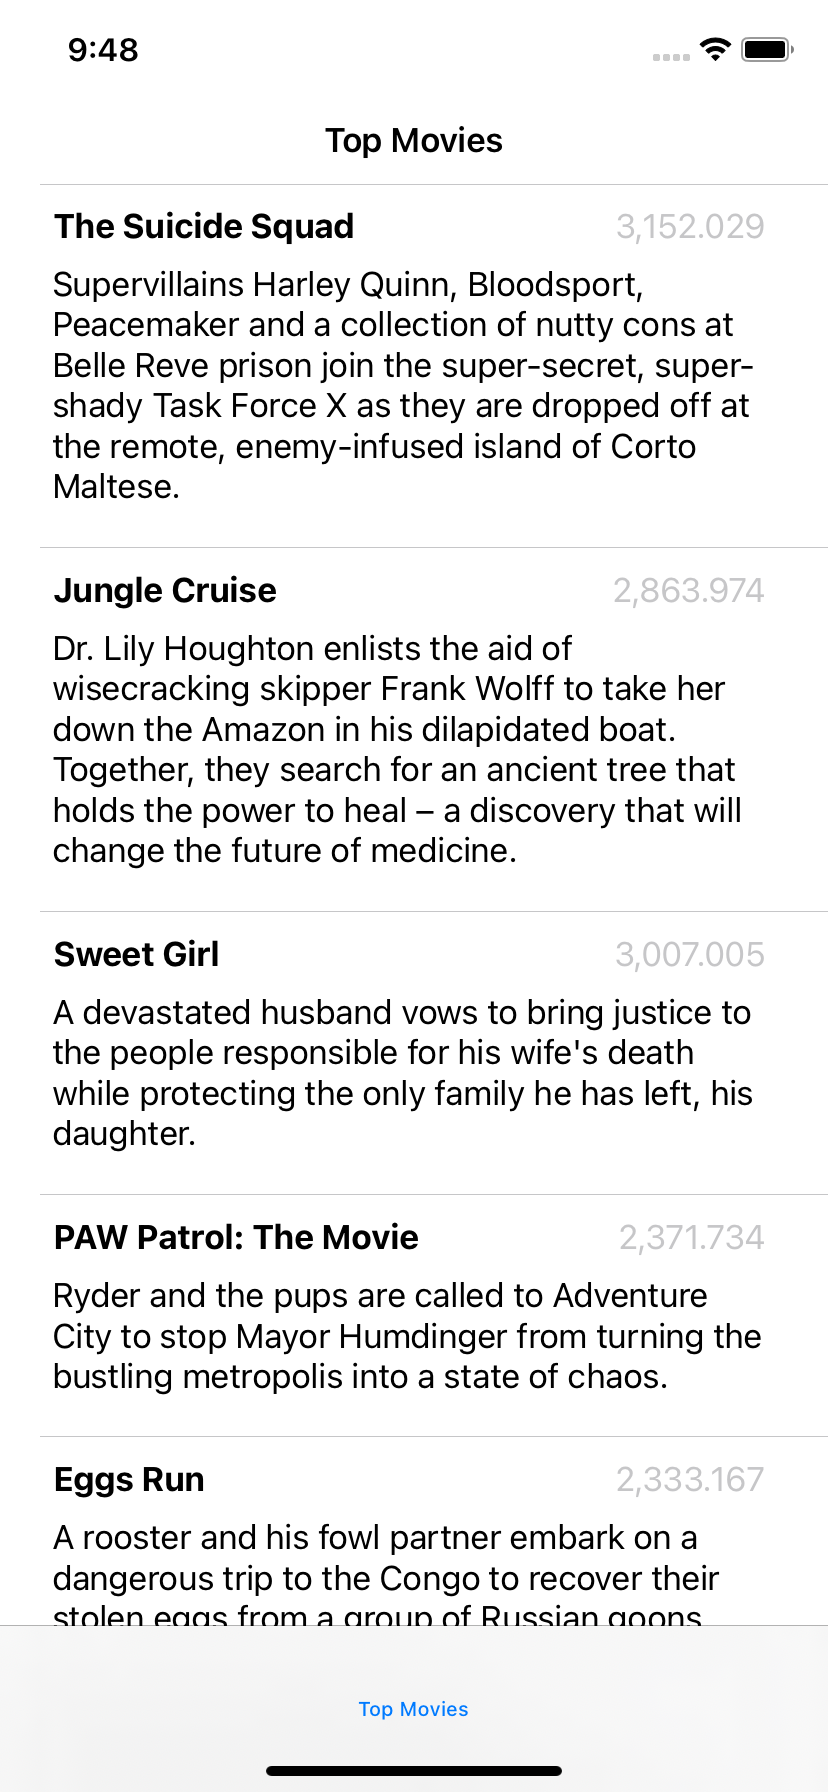 9:48
Top Movies
The Suicide Squad 3,152.029
Supervillains Harley Quinn, Bloodsport,
Peacemaker and a collection of nutty cons at
Belle Reve prison join the super-secret, super-
shady Task Force X as they are dropped off at
the remote, enemy-infused island of Corto
Maltese.
Jungle Cruise 2,863.974
Dr. Lily Houghton enlists the aid of
wisecracking skipper Frank Wolff to take her
down the Amazon in his dilapidated boat.
Together, they search for an ancient tree that
holds the power to heal – a discovery that will
change the future of medicine.
Sweet Girl 3,007.005
A devastated husband vows to bring justice to
the people responsible for his wife's death
while protecting the only family he has left, his
daughter.
PAW Patrol: The Movie 2,371.734
Ryder and the pups are called to Adventure
City to stop Mayor Humdinger from turning the
bustling metropolis into a state of chaos.
Eggs Run 2,333.167
A rooster and his fowl partner embark on a
dangerous trip to the Congo to recover their
stolen eggs from a group of Russian goons
Top Movies